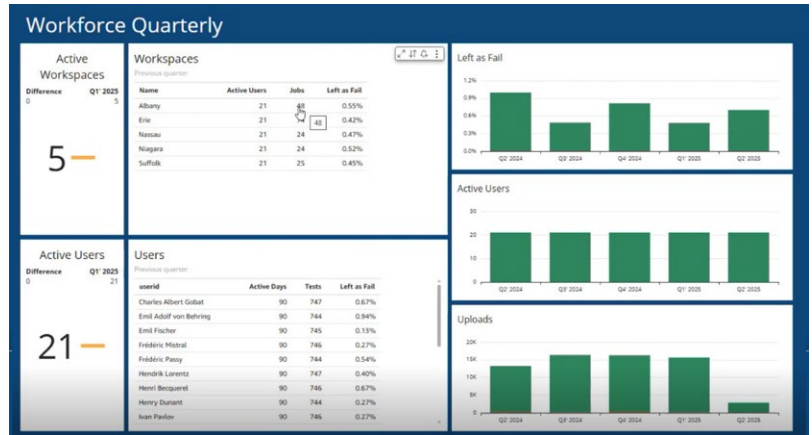 Workforce Quarterly
Active
Workspaces
Difference Q1' 2025
0 5
5
Workspaces
Previous quarter
Name Active Users Jobs Left as Fail
Albany 21 48 0.55%
Erie 21 0.42%
48
Nassau 21 24 0.47%
Niagara 21 24 0.52%
Suffolk 21 25 0.45%
Left as Fail
1.2%
0.9%
0.6%
0.3%
0.0%
Q2' 2024 Q3' 2024 Q4' 2024 Q1' 2025 Q2' 2025
Active Users
30
20
10
0
Q2' 2024 Q3' 2024 Q4' 2024 Q1' 2025 Q2' 2025
Active Users
Difference Q1' 2025
0 21
21
Users
Previous quarter
userid Active Days Tests Left as Fail
Charles Albert Gobat 90 747 0.67%
Emil Adolf von Behring 90 744 0.94%
Emil Fischer 90 745 0.13%
Frédéric Mistral 90 746 0.27%
Frédéric Passy 90 744 0.54%
Hendrik Lorentz 90 747 0.40%
Henri Becquerel 90 746 0.67%
Henry Dunant 90 744 0.27%
Ivan Pavlov 90 746 0.27%
Uploads
20K
15K
10K
5K
0
Q2' 2024 Q3' 2024 Q4' 2024 Q1' 2025 Q2' 2025